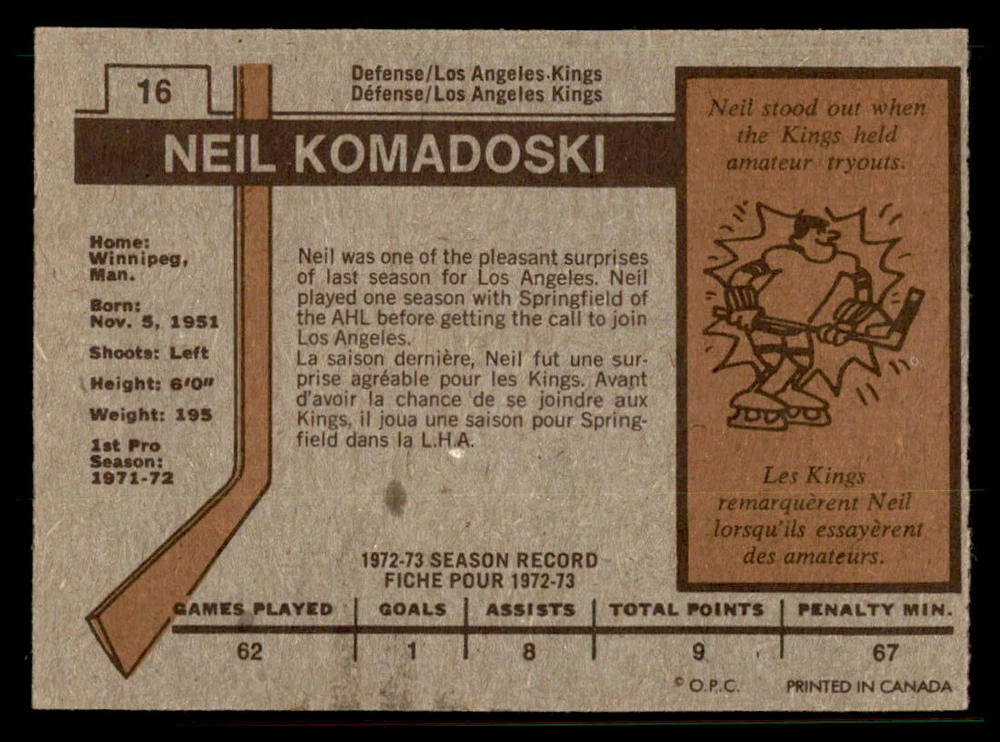 16
Defense/Los Angeles Kings
Défense/Los Angeles Kings
NEIL KOMADOSKI
Home:
Winnipeg,
Man.
Born:
Nov. 5, 1951
Shoots: Left
Height: 6'0"
Weight: 195
1st Pro
Season:
1971-72
Neil was one of the pleasant surprises
of last season for Los Angeles. Neil
played one season with Springfield of
the AHL before getting the call to join
Los Angeles.
La saison dernière, Neil fut une sur-
prise agréable pour les Kings. Avant
d'avoir la chance de se joindre aux
Kings, il joua une saison pour Spring-
field dans la L.H.A.
Neil stood out when
the Kings held
amateur tryouts.
Les Kings
remarquèrent Neil
lorsqu'ils essayèrent
des amateurs.
1972-73 SEASON RECORD
FICHE POUR 1972-73
GAMES PLAYED GOALS ASSISTS TOTAL POINTS PENALTY MIN.
62 1 8 9 67
© O.P.C. PRINTED IN CANADA